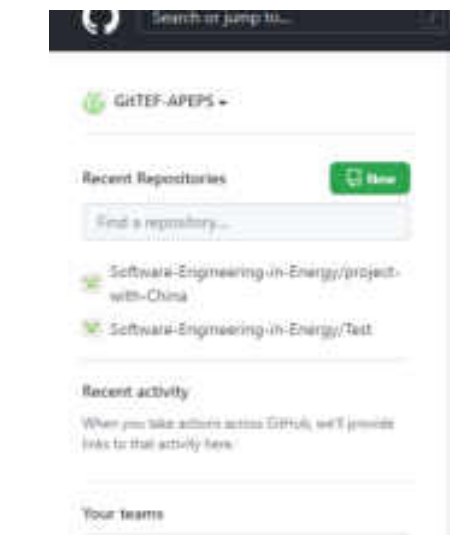 Search or jump to...
/
GitTEF-APEPS
Recent Repositories
New
Find a repository...
Software-Engineering-in-Energy/project-
with-China
Software-Engineering-in-Energy/Test
Recent activity
When you take actions across GitHub, we'll provide
links to that activity here.
Your teams